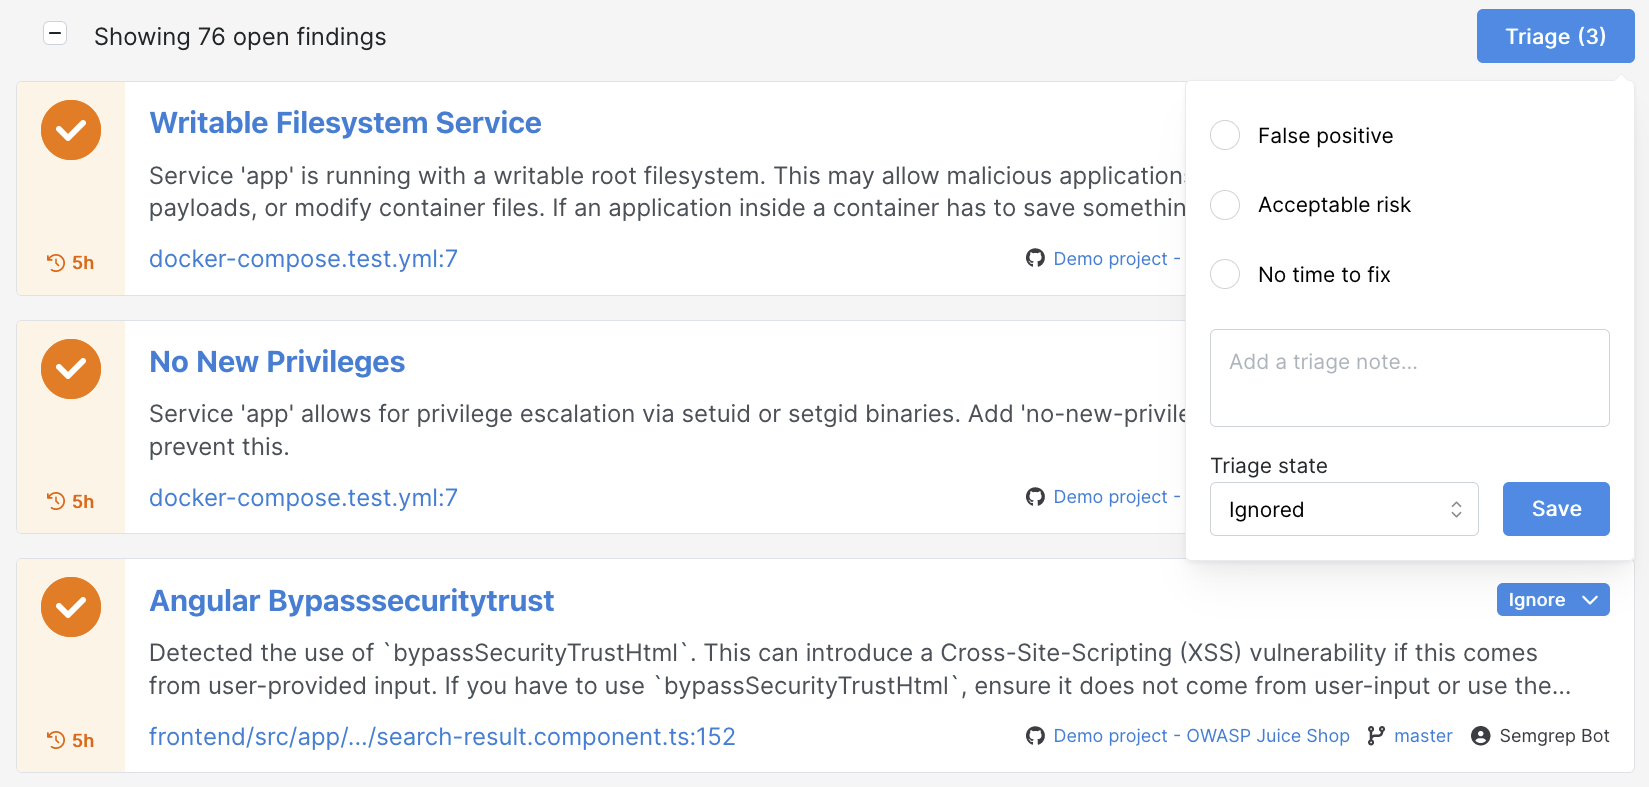 Showing 76 open findings
Triage (3)
Writable Filesystem Service
Service 'app' is running with a writable root filesystem. This may allow malicious applications
payloads, or modify container files. If an application inside a container has to save somethin
5h
docker-compose.test.yml:7
Demo project -
False positive
Acceptable risk
No time to fix
Add a triage note...
Triage state
Ignored
Save
No New Privileges
Service 'app' allows for privilege escalation via setuid or setgid binaries. Add 'no-new-privile
prevent this.
5h
docker-compose.test.yml:7
Demo project -
Angular Bypasssecuritytrust
Ignore
Detected the use of `bypassSecurityTrustHtml`. This can introduce a Cross-Site-Scripting (XSS) vulnerability if this comes
from user-provided input. If you have to use `bypassSecurityTrustHtml`, ensure it does not come from user-input or use the...
5h
frontend/src/app/.../search-result.component.ts:152
Demo project - OWASP Juice Shop
master
Semgrep Bot